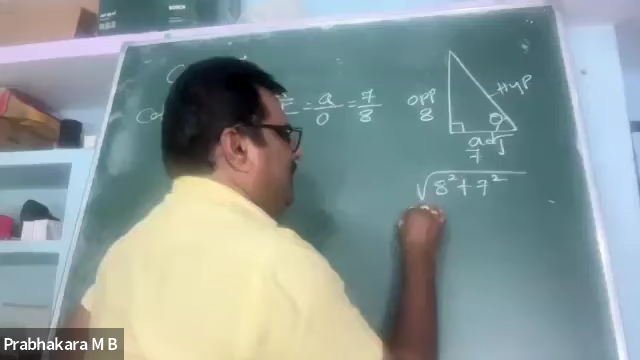 = a/o = 7/8
opp
8
Hyp
θ
adj
7
√8²+7²
Prabhakara M B